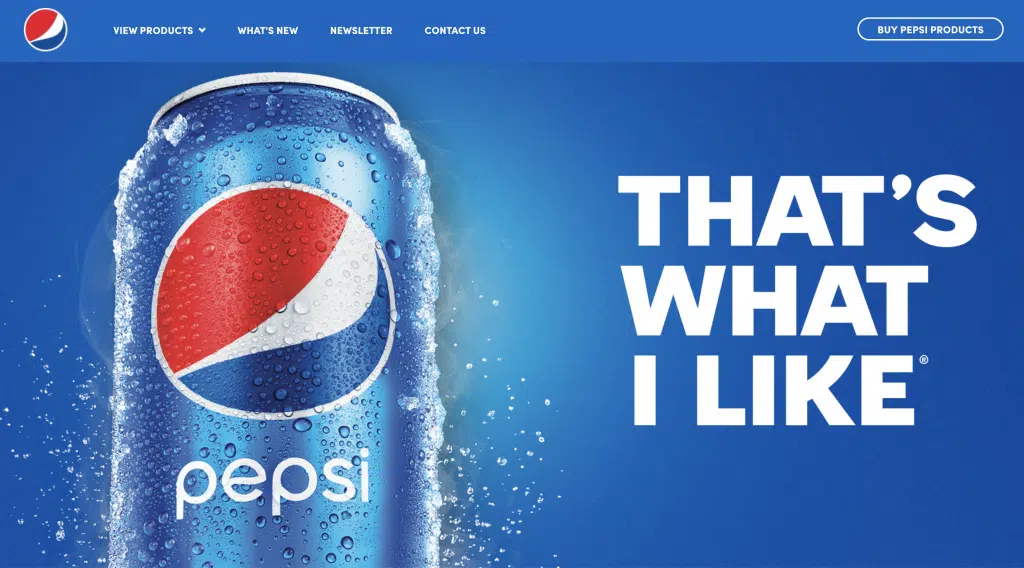 VIEW PRODUCTS
WHAT'S NEW
NEWSLETTER
CONTACT US
BUY PEPSI PRODUCTS
THAT'S
WHAT
I LIKE®
pepsi